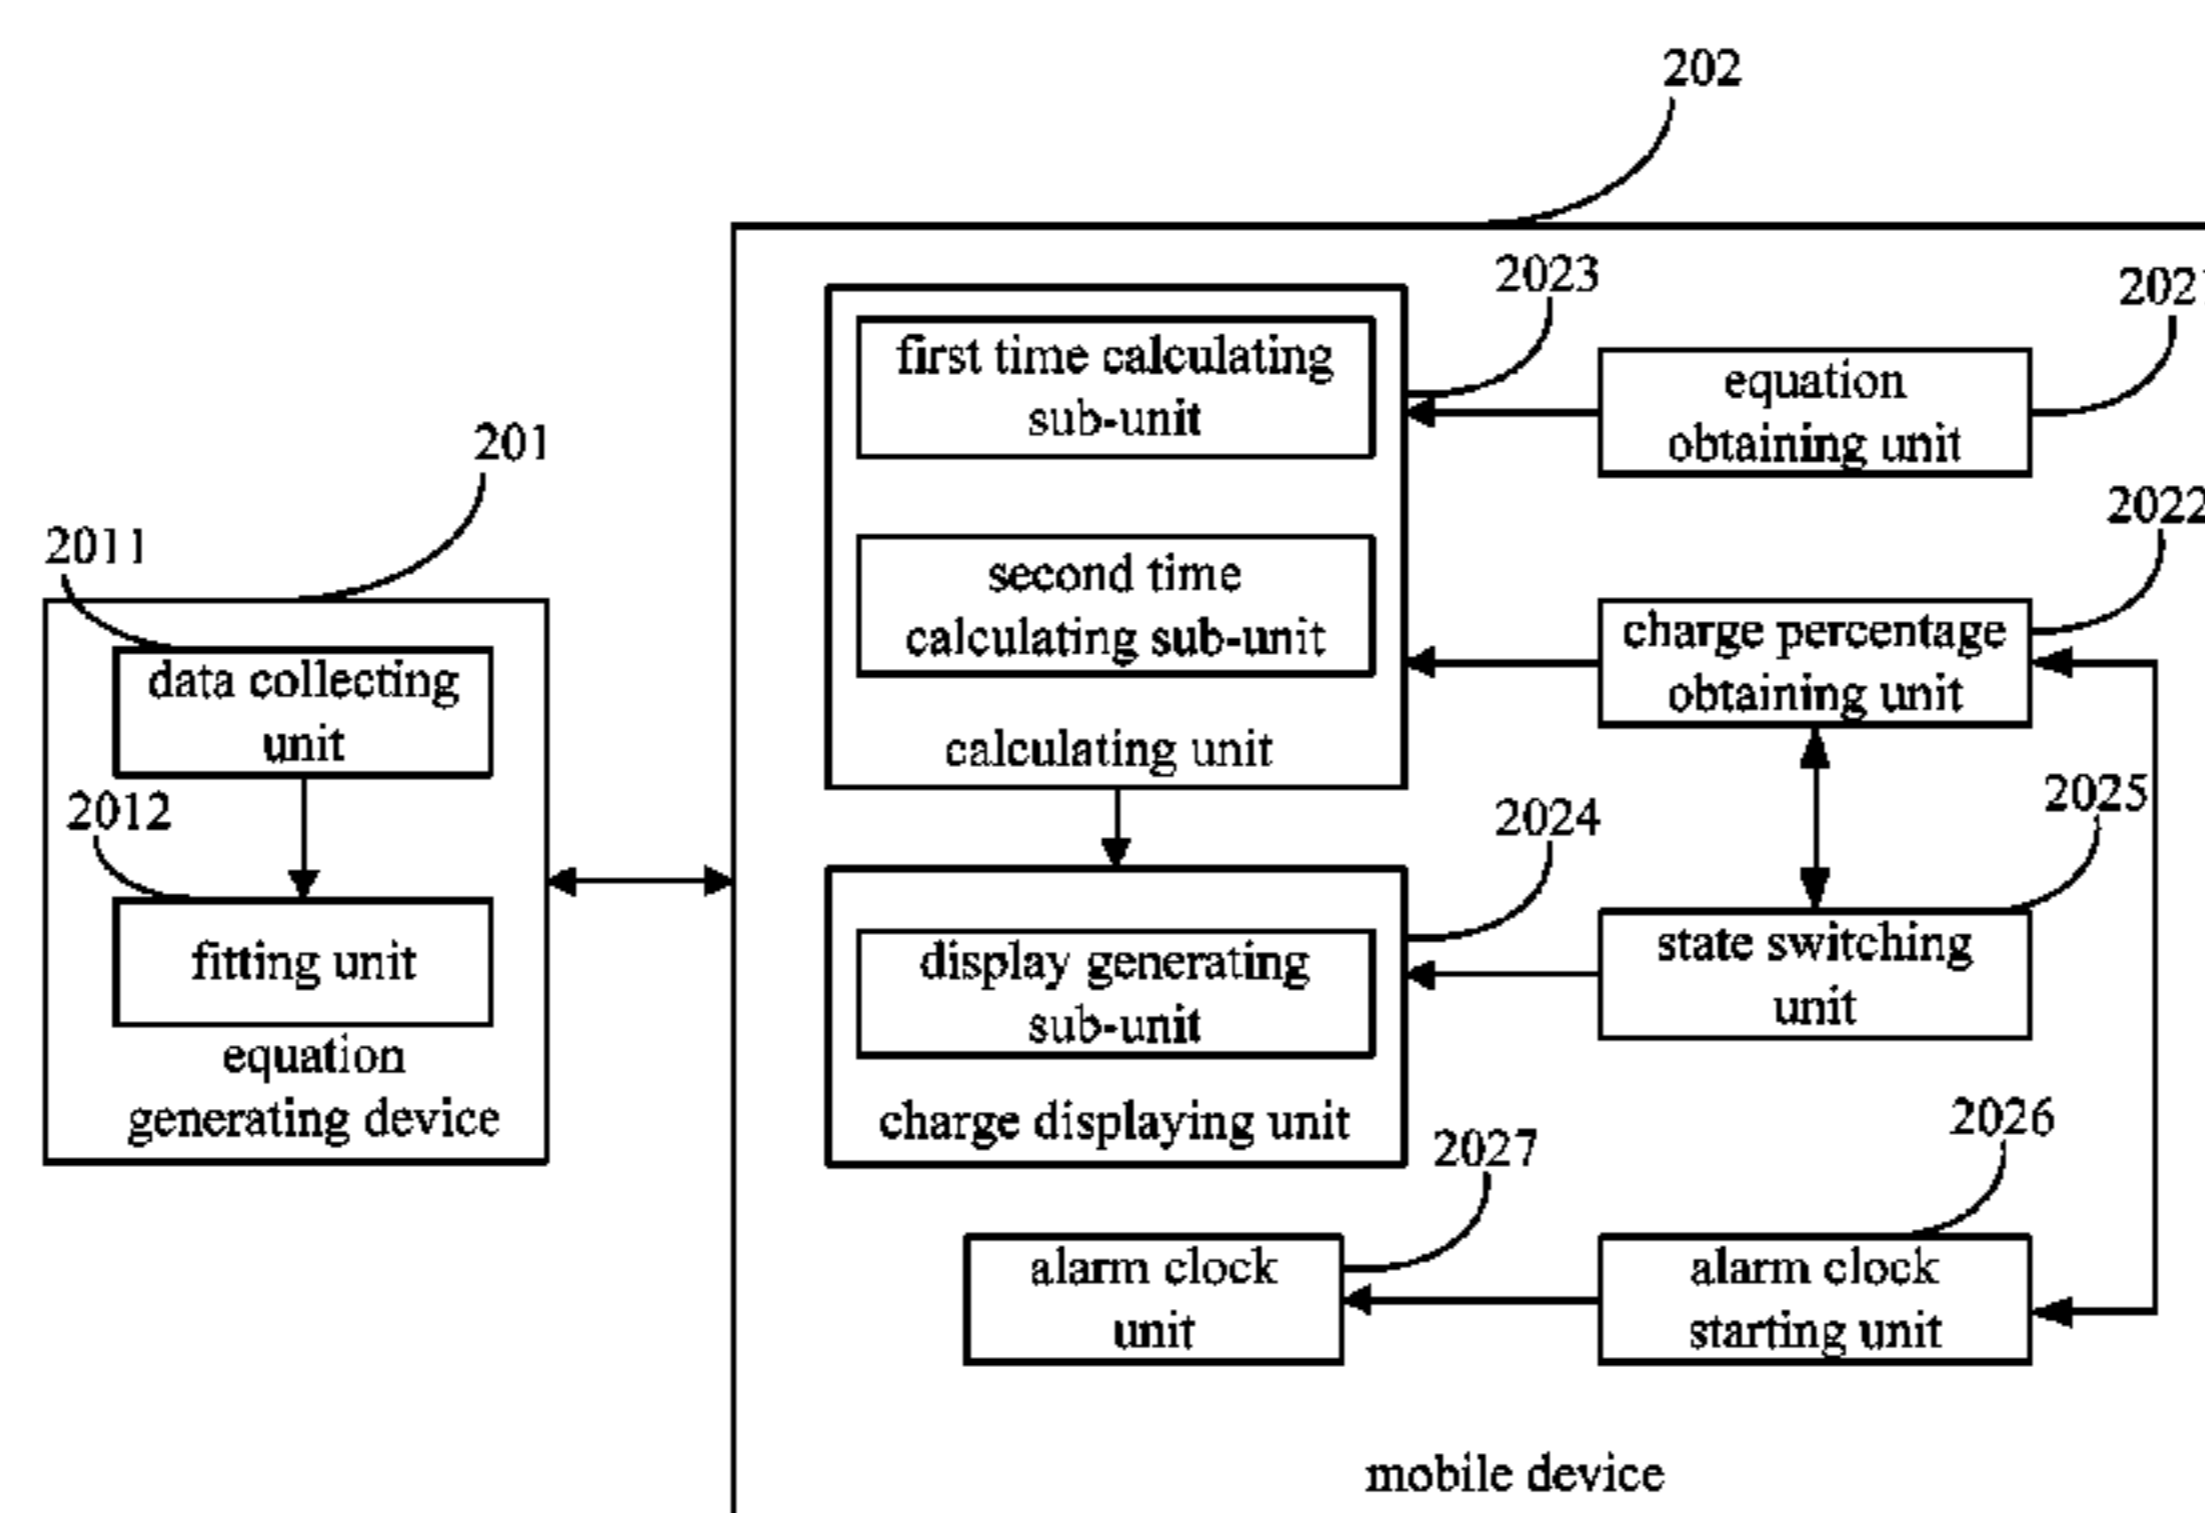 202
2023
2021
first time calculating
sub-unit
equation
obtaining unit
201
2011
2022
second time
calculating sub-unit
charge percentage
obtaining unit
data collecting
unit
calculating unit
2012
2024
2025
fitting unit
display generating
sub-unit
state switching
unit
equation
generating device
charge displaying unit
2027
2026
alarm clock
unit
alarm clock
starting unit
mobile device